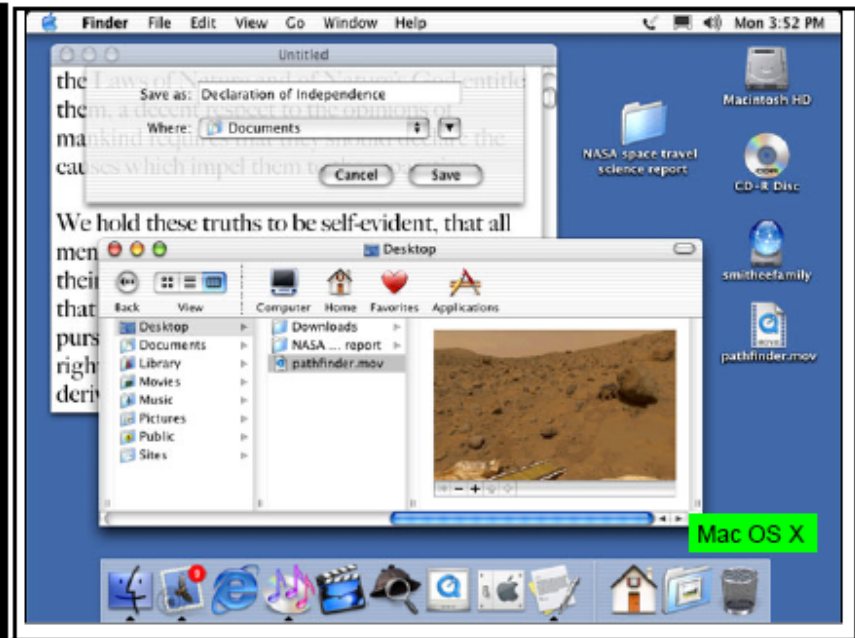 Finder File Edit View Go Window Help Mon 3:52 PM
Untitled
the Laws of Nature and of Nature's God entitle
them, a decent respect to the opinions of
mankind requires that they should declare the
causes which impel them to the
Save as: Declaration of Independence
Where: Documents
Cancel Save
We hold these truths to be self-evident, that all
men
their
that
purs
righ
deriv
Desktop
Back View Computer Home Favorites Applications
Desktop
Documents
Library
Movies
Music
Pictures
Public
Sites
Downloads
NASA ... report
pathfinder.mov
Macintosh HD
NASA space travel
science report
CD-R Disc
smitheefamily
pathfinder.mov
Mac OS X